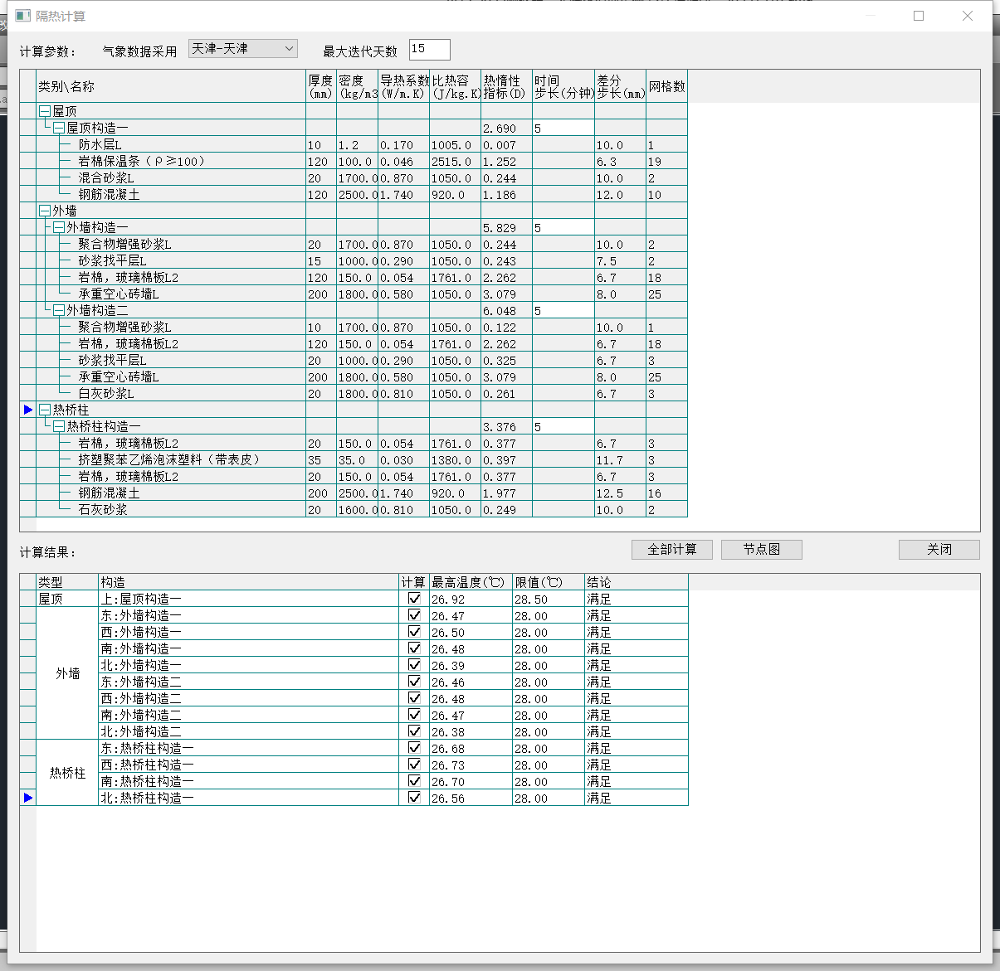 隔热计算
计算参数: 气象数据采用 天津-天津 最大迭代天数 15
类别\名称 厚度(mm) 密度(kg/m3 导热系数(W/m.K) 比热容(J/kg.K) 热惰性指标(D) 时间步长(分钟) 差分步长(mm) 网格数
屋顶
屋顶构造一 2.690 5
防水层L 10 1.2 0.170 1005.0 0.007 10.0 1
岩棉保温条(ρ≥100) 120 100.0 0.046 2515.0 1.252 6.3 19
混合砂浆L 20 1700.0 0.870 1050.0 0.244 10.0 2
钢筋混凝土 120 2500.0 1.740 920.0 1.186 12.0 10
外墙
外墙构造一 5.829 5
聚合物增强砂浆L 20 1700.0 0.870 1050.0 0.244 10.0 2
砂浆找平层L 15 1000.0 0.290 1050.0 0.243 7.5 2
岩棉,玻璃棉板L2 120 150.0 0.054 1761.0 2.262 6.7 18
承重空心砖墙L 200 1800.0 0.580 1050.0 3.079 8.0 25
外墙构造二 6.048 5
聚合物增强砂浆L 10 1700.0 0.870 1050.0 0.122 10.0 1
岩棉,玻璃棉板L2 120 150.0 0.054 1761.0 2.262 6.7 18
砂浆找平层L 20 1000.0 0.290 1050.0 0.325 6.7 3
承重空心砖墙L 200 1800.0 0.580 1050.0 3.079 8.0 25
白灰砂浆L 20 1800.0 0.810 1050.0 0.261 6.7 3
热桥柱
热桥柱构造一 3.376 5
岩棉,玻璃棉板L2 20 150.0 0.054 1761.0 0.377 6.7 3
挤塑聚苯乙烯泡沫塑料(带表皮) 35 35.0 0.030 1380.0 0.397 11.7 3
岩棉,玻璃棉板L2 20 150.0 0.054 1761.0 0.377 6.7 3
钢筋混凝土 200 2500.0 1.740 920.0 1.977 12.5 16
石灰砂浆 20 1600.0 0.810 1050.0 0.249 10.0 2
计算结果: 全部计算 节点图 关闭
类型 构造 计算 最高温度(℃) 限值(℃) 结论
屋顶 上:屋顶构造一 26.92 28.50 满足
东:外墙构造一 26.47 28.00 满足
西:外墙构造一 26.50 28.00 满足
南:外墙构造一 26.48 28.00 满足
北:外墙构造一 26.39 28.00 满足
外墙
东:外墙构造二 26.46 28.00 满足
西:外墙构造二 26.48 28.00 满足
南:外墙构造二 26.47 28.00 满足
北:外墙构造二 26.38 28.00 满足
东:热桥柱构造一 26.68 28.00 满足
西:热桥柱构造一 26.73 28.00 满足
热桥柱
南:热桥柱构造一 26.70 28.00 满足
北:热桥柱构造一 26.56 28.00 满足